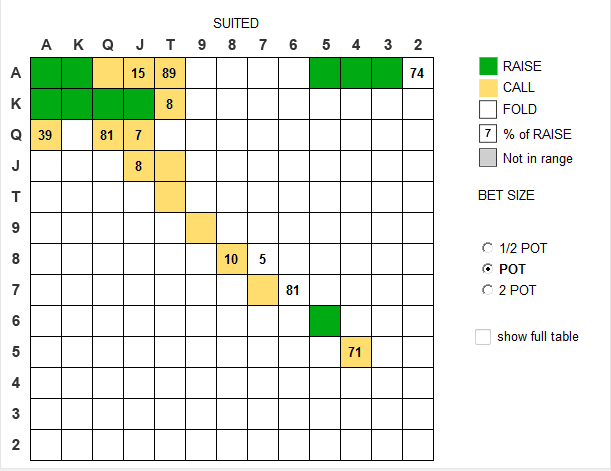 SUITED
A K Q J T 9 8 7 6 5 4 3 2
A 15 89 74
K 8
Q 39 81 7
J 8
T
9
8 10 5
7 81
6
5 71
4
3
2
RAISE
CALL
FOLD
7 % of RAISE
Not in range
BET SIZE
1/2 POT
POT
2 POT
show full table